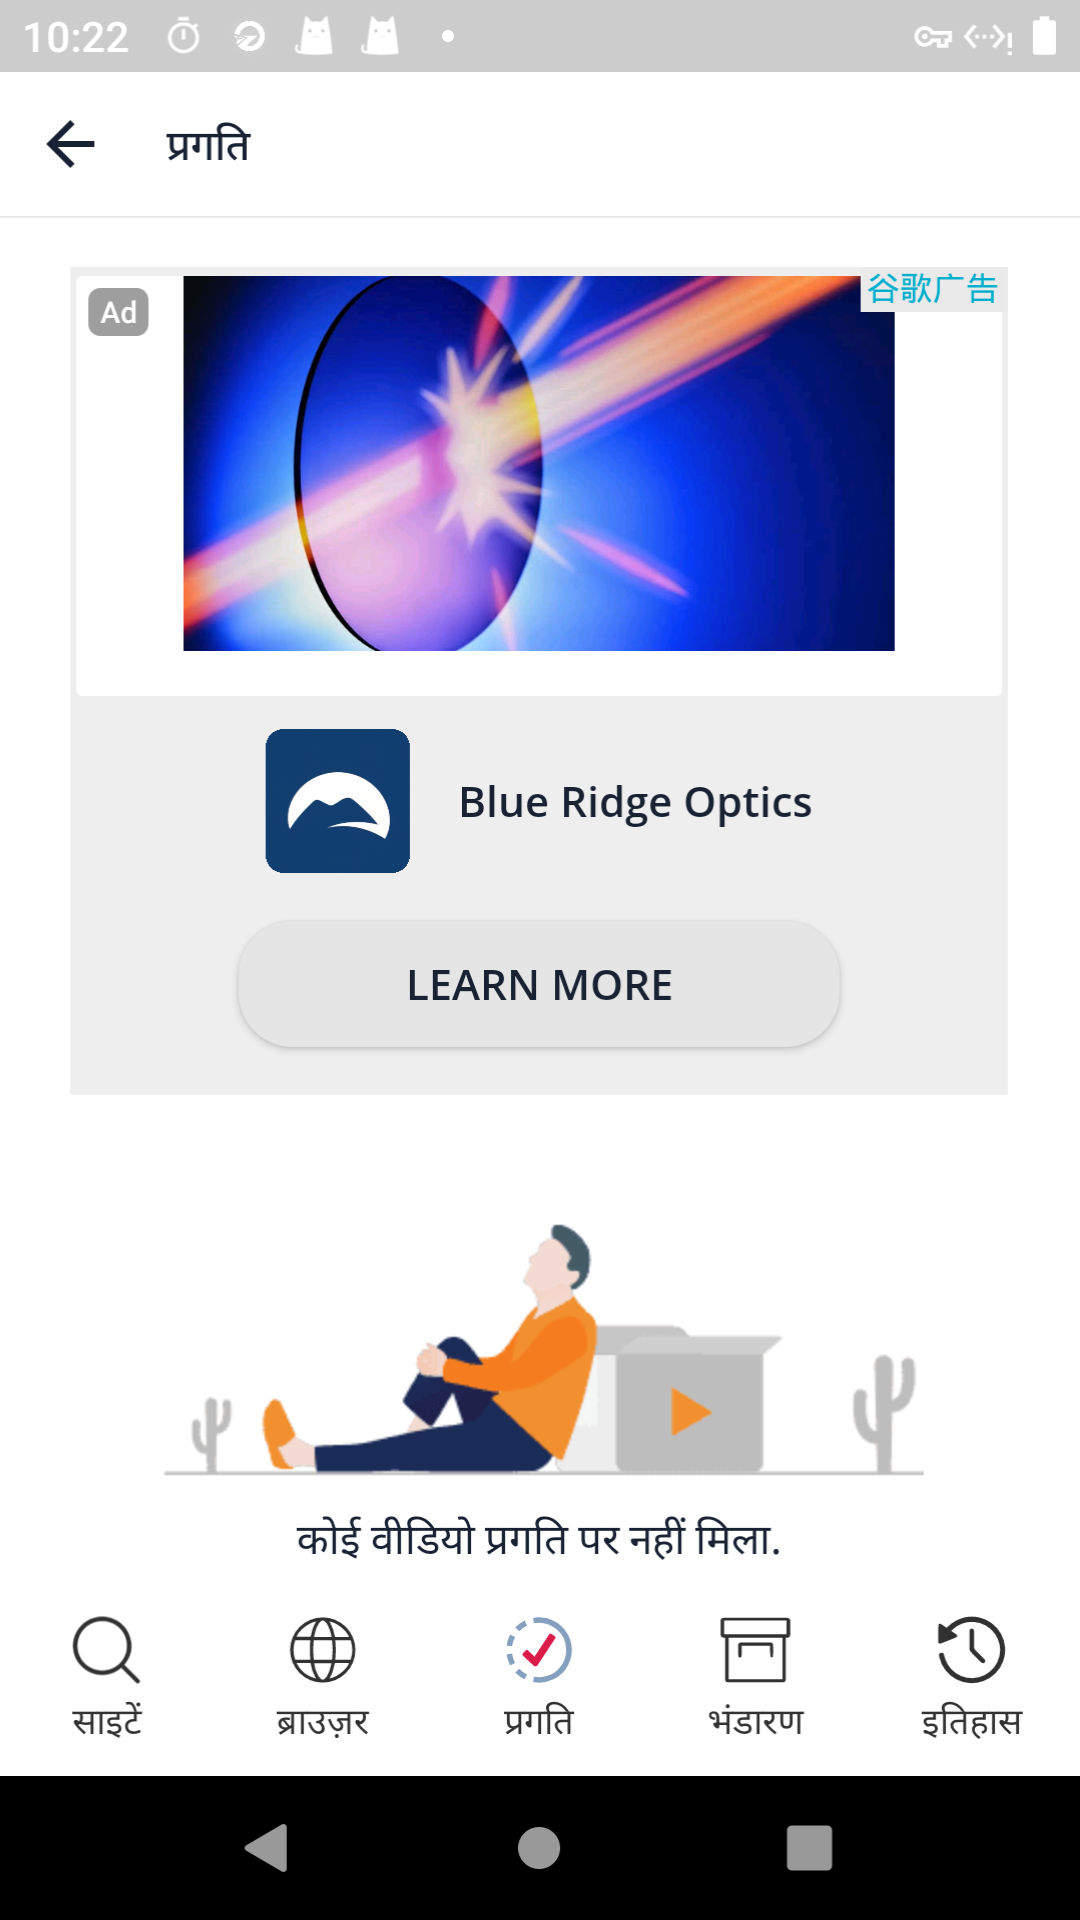 10:22
प्रगति
Ad
谷歌广告
Blue Ridge Optics
LEARN MORE
कोई वीडियो प्रगति पर नहीं मिला.
साइटें
ब्राउज़र
प्रगति
भंडारण
इतिहास